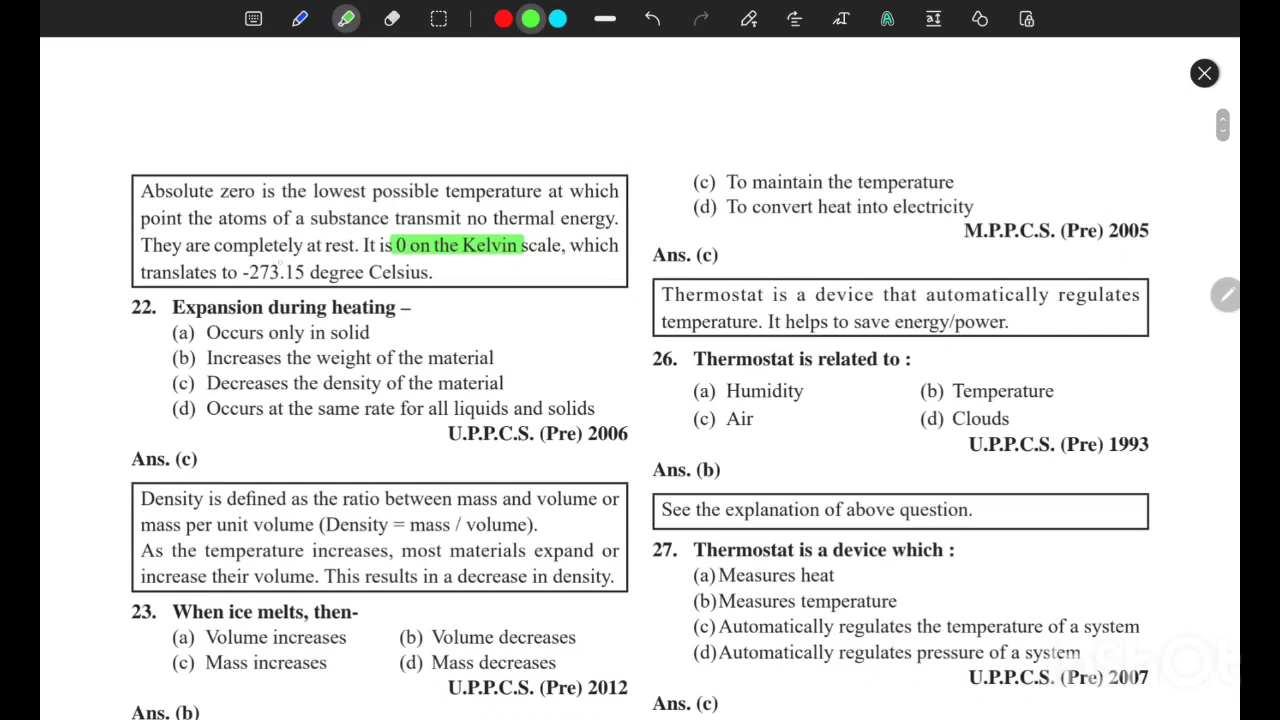 Absolute zero is the lowest possible temperature at which
point the atoms of a substance transmit no thermal energy.
They are completely at rest. It is 0 on the Kelvin scale, which
translates to -273.15 degree Celsius.
22. Expansion during heating –
(a) Occurs only in solid
(b) Increases the weight of the material
(c) Decreases the density of the material
(d) Occurs at the same rate for all liquids and solids
U.P.P.C.S. (Pre) 2006
Ans. (c)
Density is defined as the ratio between mass and volume or
mass per unit volume (Density = mass / volume).
As the temperature increases, most materials expand or
increase their volume. This results in a decrease in density.
23. When ice melts, then-
(a) Volume increases (b) Volume decreases
(c) Mass increases (d) Mass decreases
U.P.P.C.S. (Pre) 2012
Ans. (b)
(c) To maintain the temperature
(d) To convert heat into electricity
M.P.P.C.S. (Pre) 2005
Ans. (c)
Thermostat is a device that automatically regulates
temperature. It helps to save energy/power.
26. Thermostat is related to :
(a) Humidity (b) Temperature
(c) Air (d) Clouds
U.P.P.C.S. (Pre) 1993
Ans. (b)
See the explanation of above question.
27. Thermostat is a device which :
(a) Measures heat
(b) Measures temperature
(c) Automatically regulates the temperature of a system
(d) Automatically regulates pressure of a system
U.P.P.C.S. (Pre) 2007
Ans. (c)